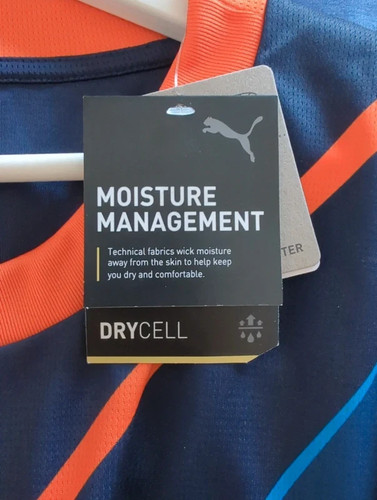 MOISTURE
MANAGEMENT
Technical fabrics wick moisture
away from the skin to help keep
you dry and comfortable.
DRYCELL